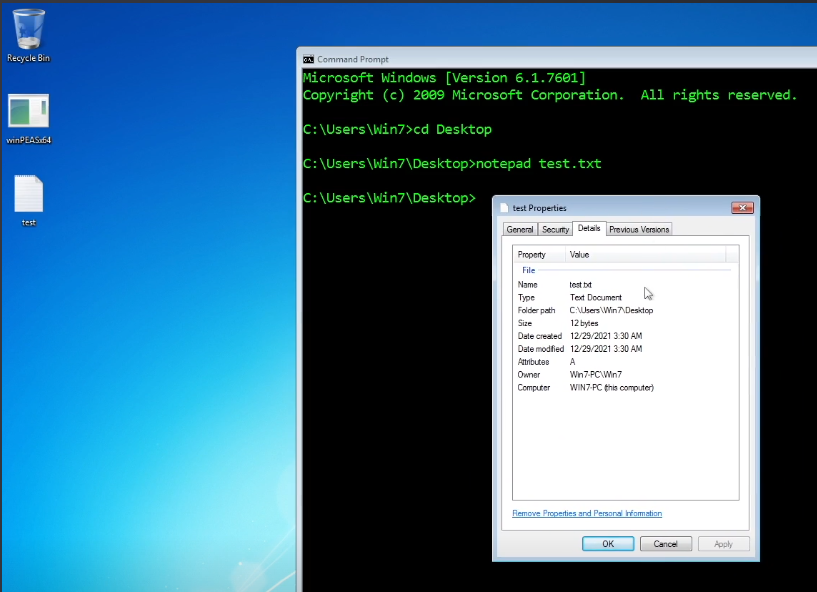 Recycle Bin
winPEASx64
test
Command Prompt
Microsoft Windows [Version 6.1.7601]
Copyright (c) 2009 Microsoft Corporation.  All rights reserved.
C:\Users\Win7>cd Desktop
C:\Users\Win7\Desktop>notepad test.txt
C:\Users\Win7\Desktop>
test Properties
General Security Details Previous Versions
Property Value
File
Name test.txt
Type Text Document
Folder path C:\Users\Win7\Desktop
Size 12 bytes
Date created 12/29/2021 3:30 AM
Date modified 12/29/2021 3:30 AM
Attributes A
Owner Win7-PC\Win7
Computer WIN7-PC (this computer)
Remove Properties and Personal Information
OK Cancel Apply